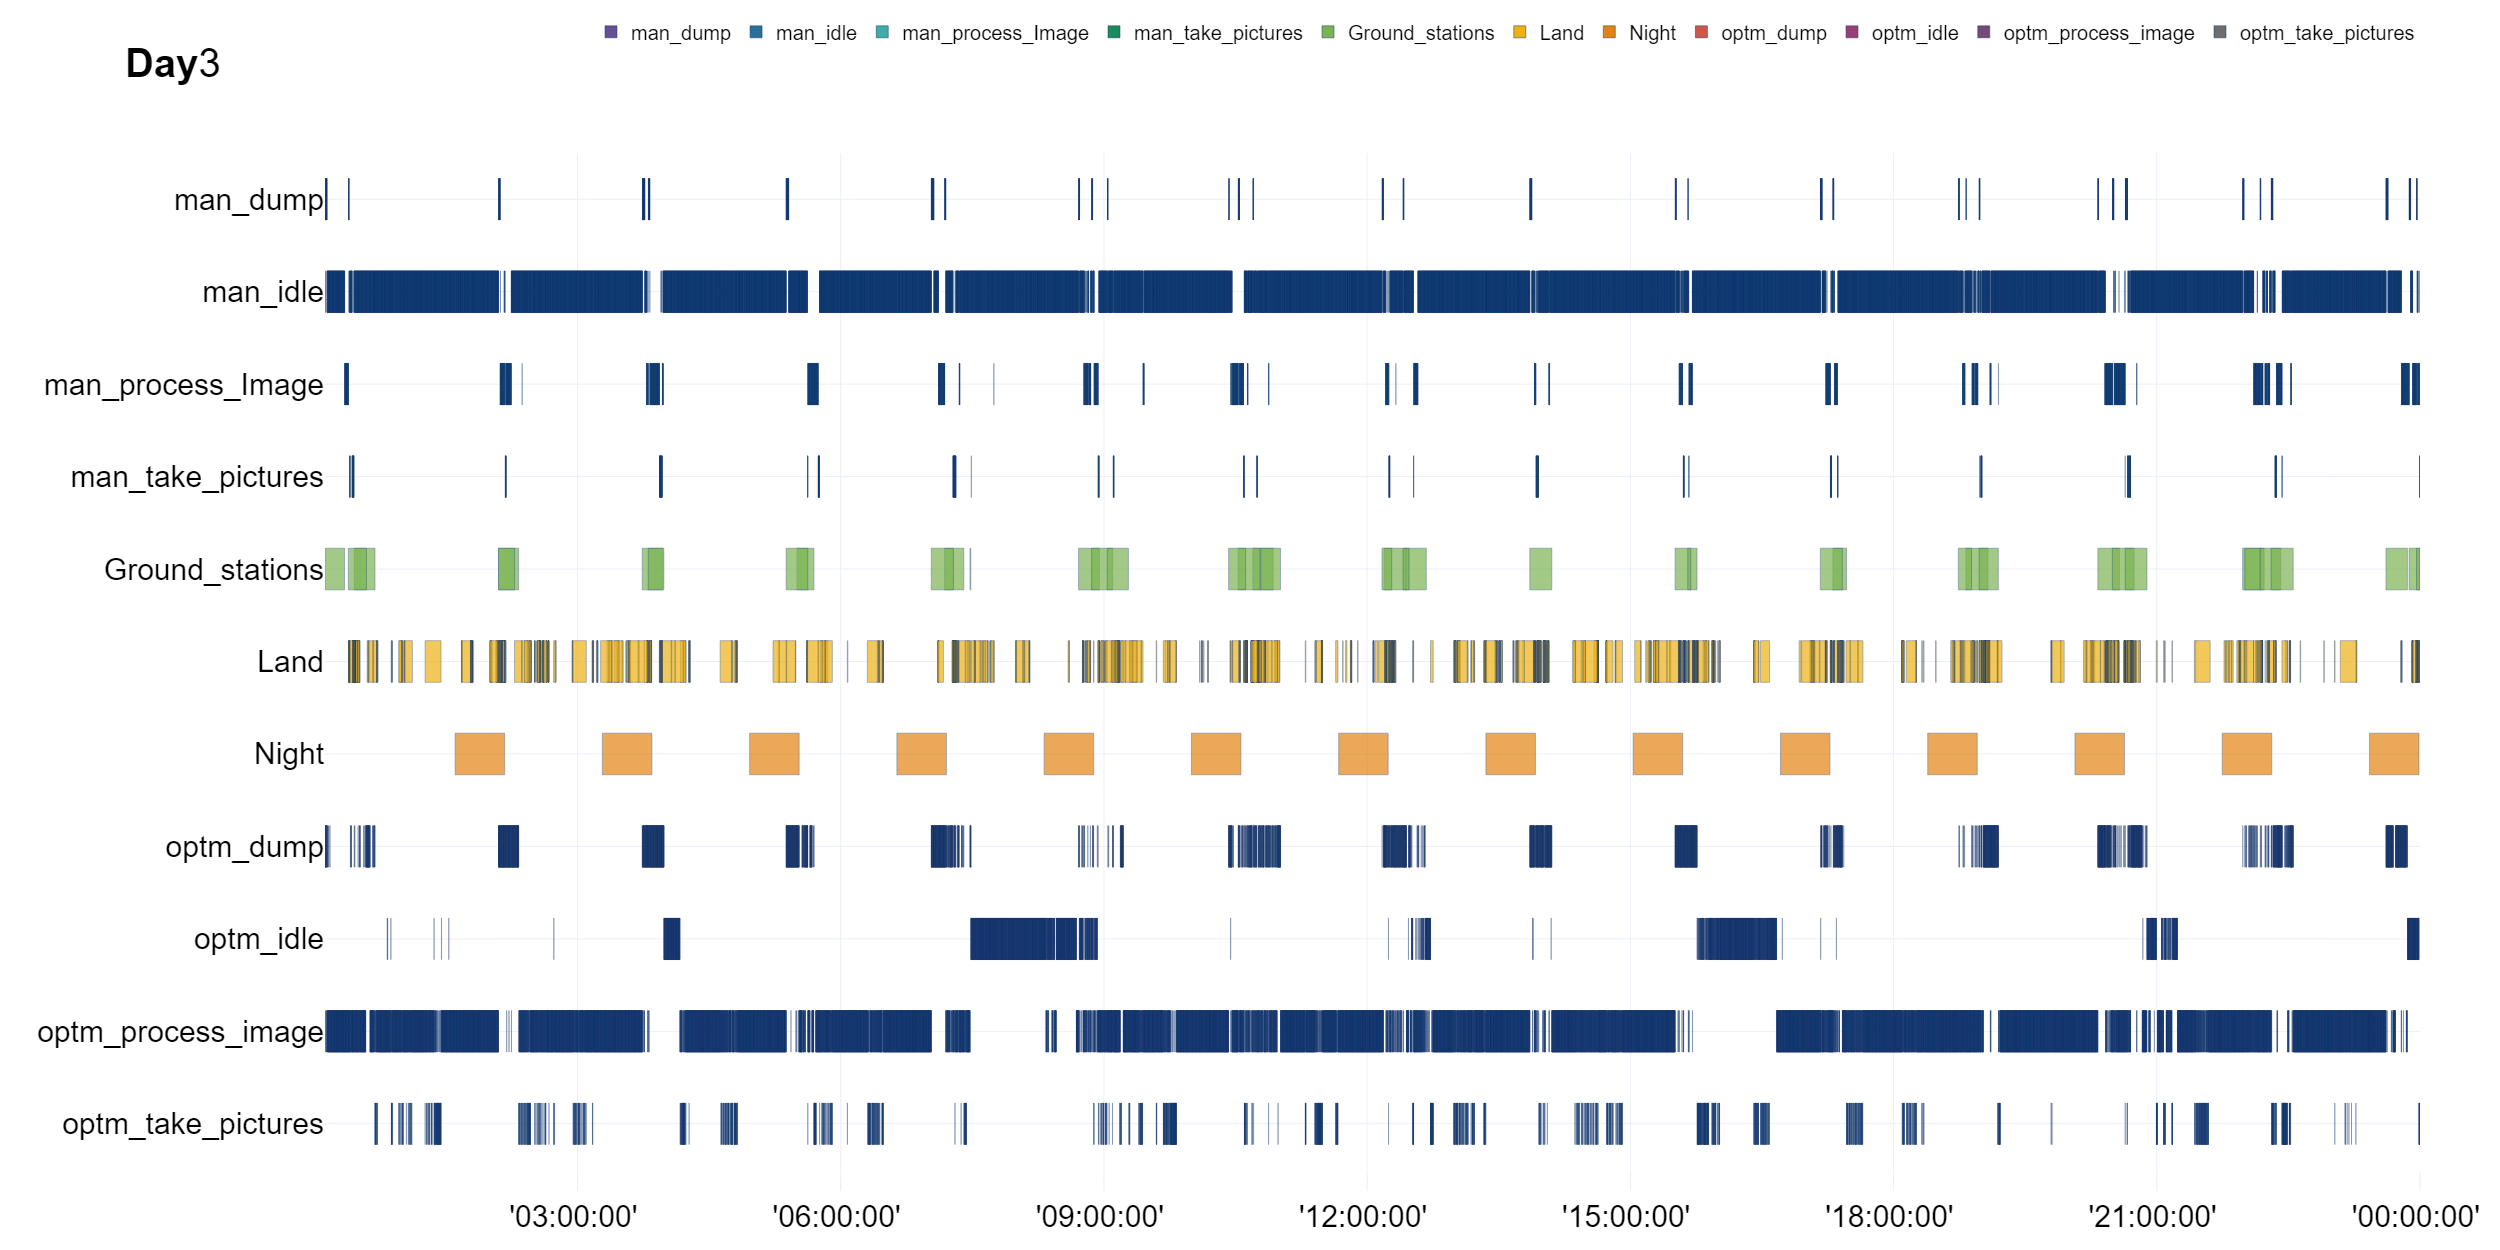 man_dump man_idle man_process_Image man_take_pictures Ground_stations Land Night optm_dump optm_idle optm_process_image optm_take_pictures
Day3
man_dump
man_idle
man_process_Image
man_take_pictures
Ground_stations
Land
Night
optm_dump
optm_idle
optm_process_image
optm_take_pictures
'03:00:00' '06:00:00' '09:00:00' '12:00:00' '15:00:00' '18:00:00' '21:00:00' '00:00:00'